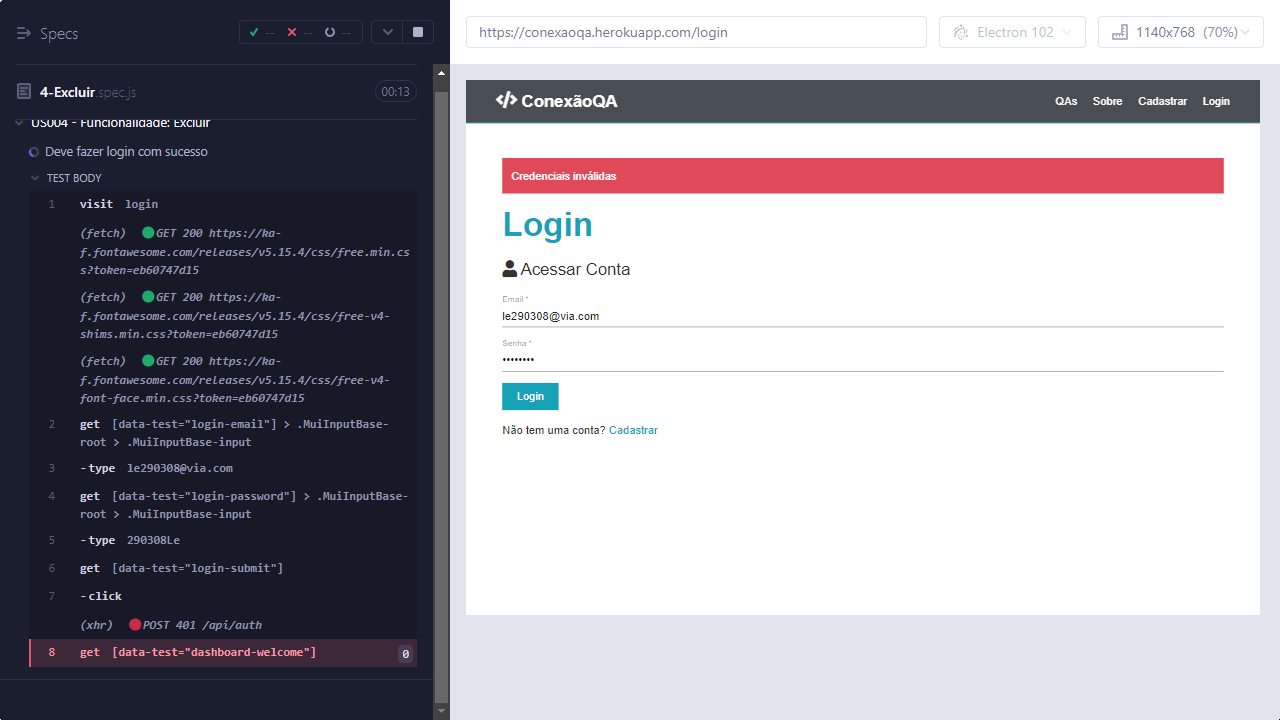 Specs
-- -- --
4-Excluir.spec.js
00:13
US004 - Funcionalidade: Excluir
Deve fazer login com sucesso
TEST BODY
1 visit login
(fetch) GET 200 https://ka-
f.fontawesome.com/releases/v5.15.4/css/free.min.cs
s?token=eb60747d15
(fetch) GET 200 https://ka-
f.fontawesome.com/releases/v5.15.4/css/free-v4-
shims.min.css?token=eb60747d15
(fetch) GET 200 https://ka-
f.fontawesome.com/releases/v5.15.4/css/free-v4-
font-face.min.css?token=eb60747d15
2 get [data-test="login-email"] > .MuiInputBase-
root > .MuiInputBase-input
3 -type le290308@via.com
4 get [data-test="login-password"] > .MuiInputBase-
root > .MuiInputBase-input
5 -type 290308Le
6 get [data-test="login-submit"]
7 -click
(xhr) POST 401 /api/auth
8 get [data-test="dashboard-welcome"] 0
https://conexaoqa.herokuapp.com/login
Electron 102
1140x768 (70%)
</> ConexãoQA
QAs Sobre Cadastrar Login
Credenciais inválidas
Login
Acessar Conta
Email *
le290308@via.com
Senha *
••••••••
Login
Não tem uma conta? Cadastrar